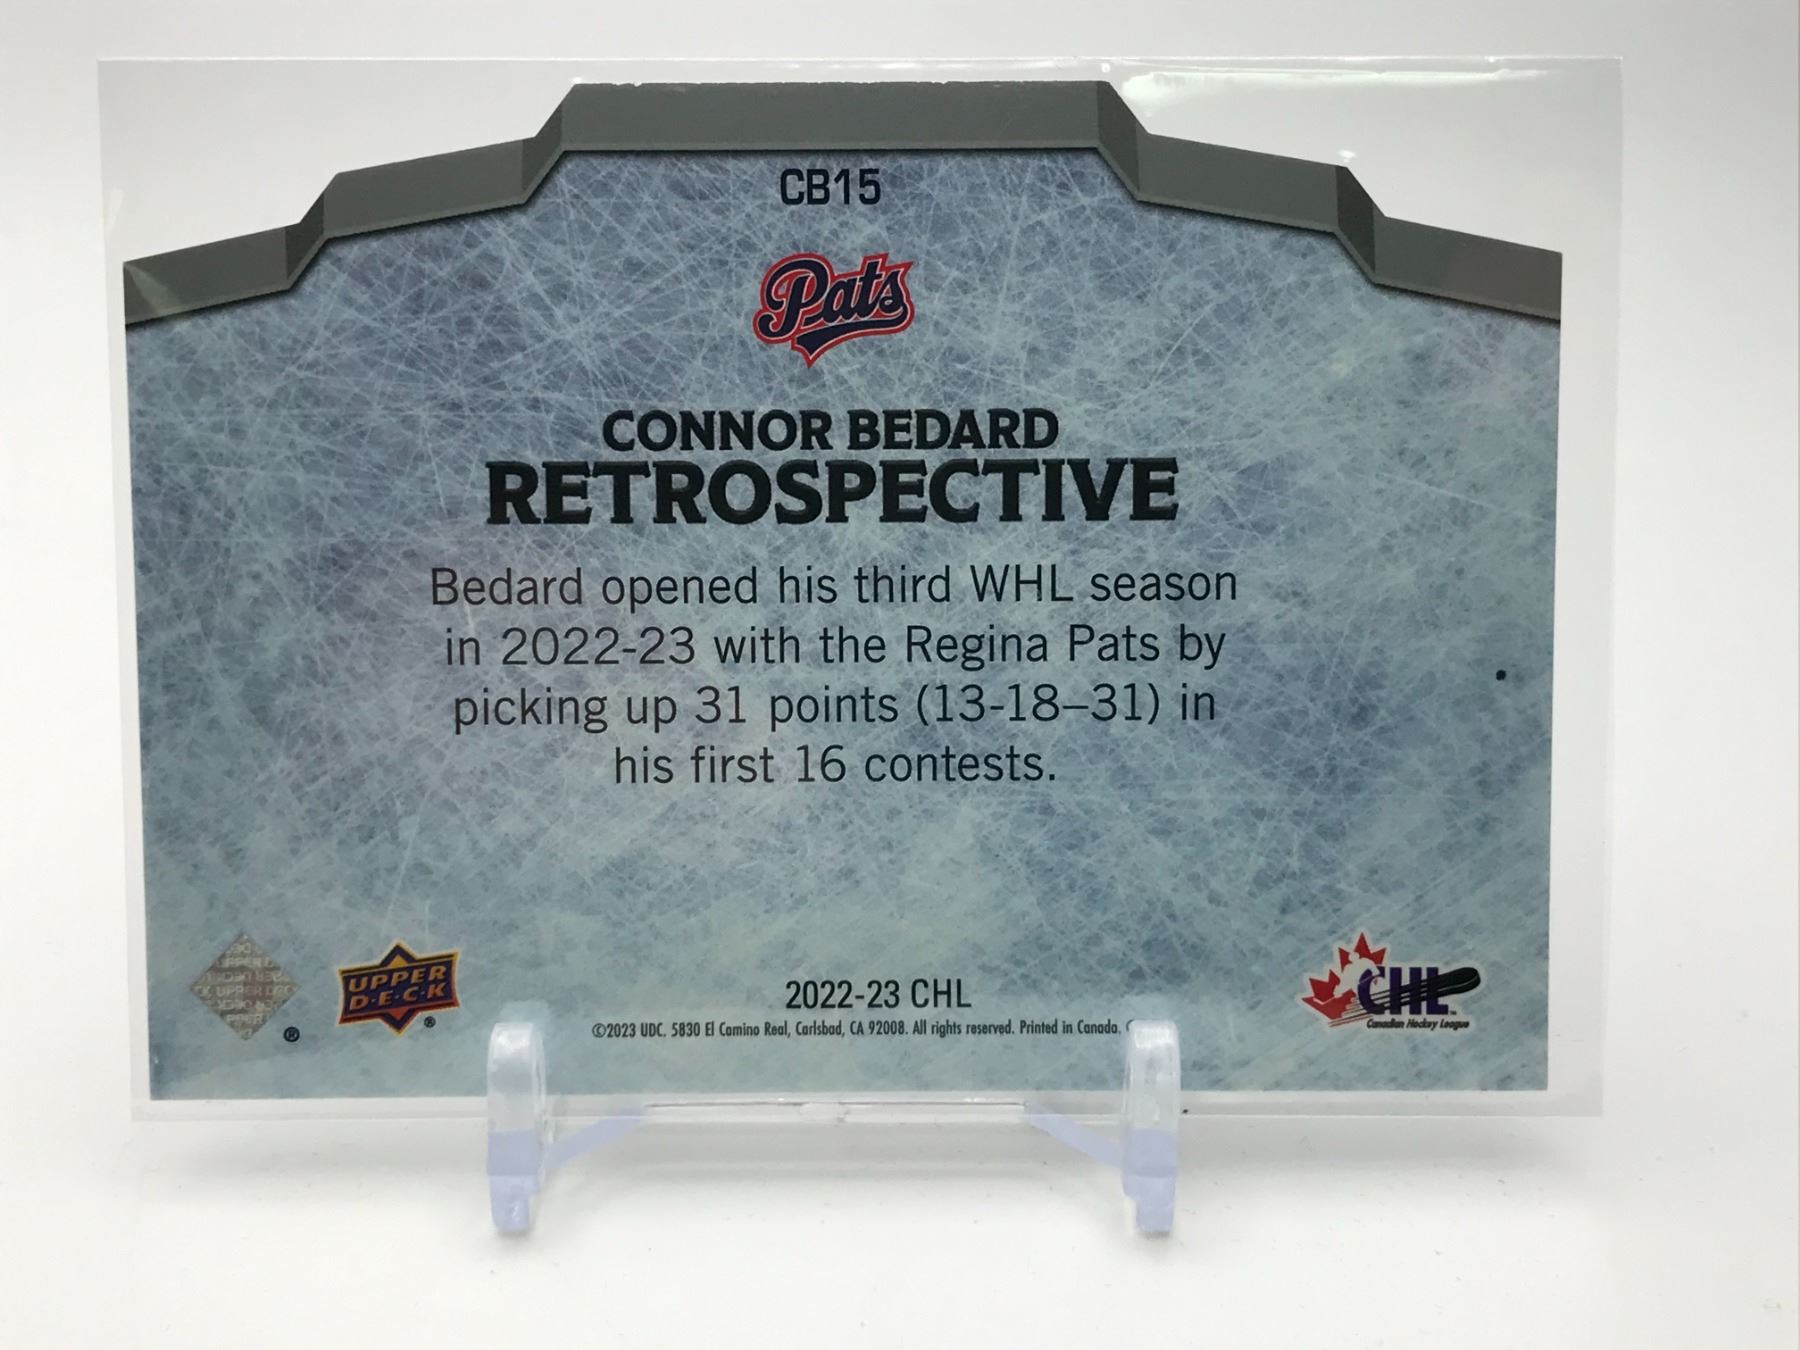 CB15
Pats
CONNOR BEDARD
RETROSPECTIVE
Bedard opened his third WHL season
in 2022-23 with the Regina Pats by
picking up 31 points (13-18–31) in
his first 16 contests.
UPPER
D·E·C·K
®
®
2022-23 CHL
©2023 UDC. 5830 El Camino Real, Carlsbad, CA 92008. All rights reserved. Printed in Canada.
CHL
Canadian Hockey League